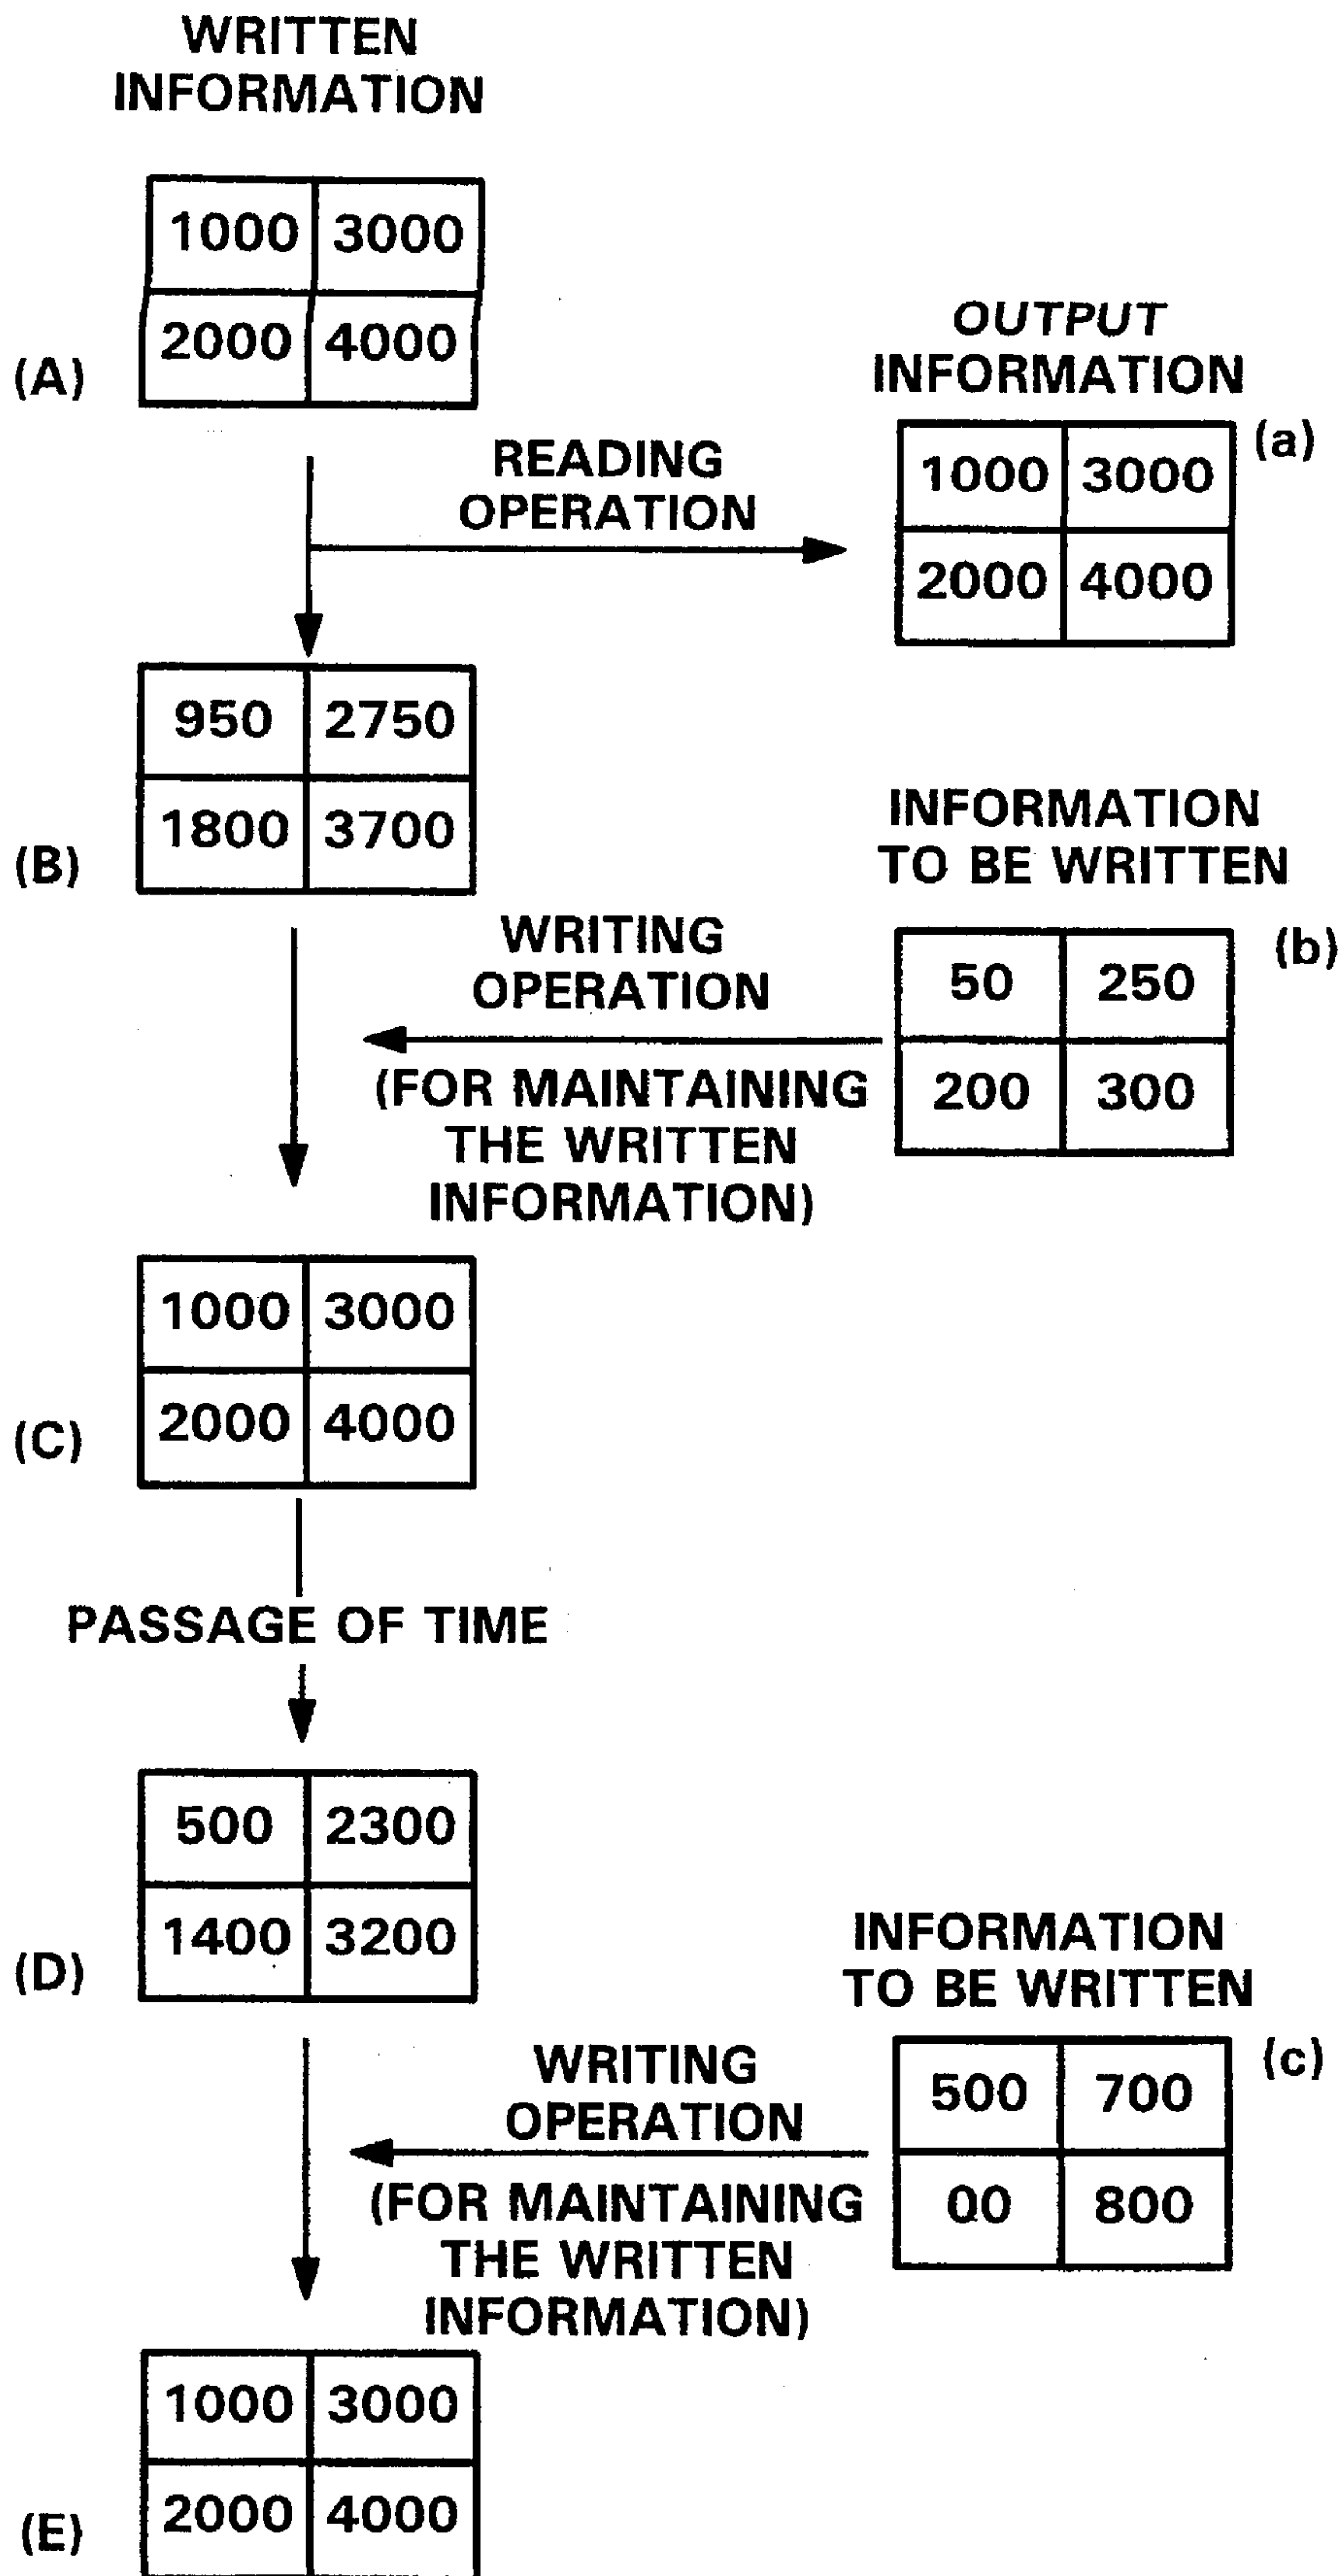 WRITTEN
INFORMATION
1000 3000
2000 4000
(A)
OUTPUT
INFORMATION
(a)
1000 3000
2000 4000
READING
OPERATION
950 2750
1800 3700
(B)
INFORMATION
TO BE WRITTEN
(b)
50 250
200 300
WRITING
OPERATION
(FOR MAINTAINING
THE WRITTEN
INFORMATION)
1000 3000
2000 4000
(C)
PASSAGE OF TIME
500 2300
1400 3200
(D)
INFORMATION
TO BE WRITTEN
(c)
500 700
00 800
WRITING
OPERATION
(FOR MAINTAINING
THE WRITTEN
INFORMATION)
1000 3000
2000 4000
(E)